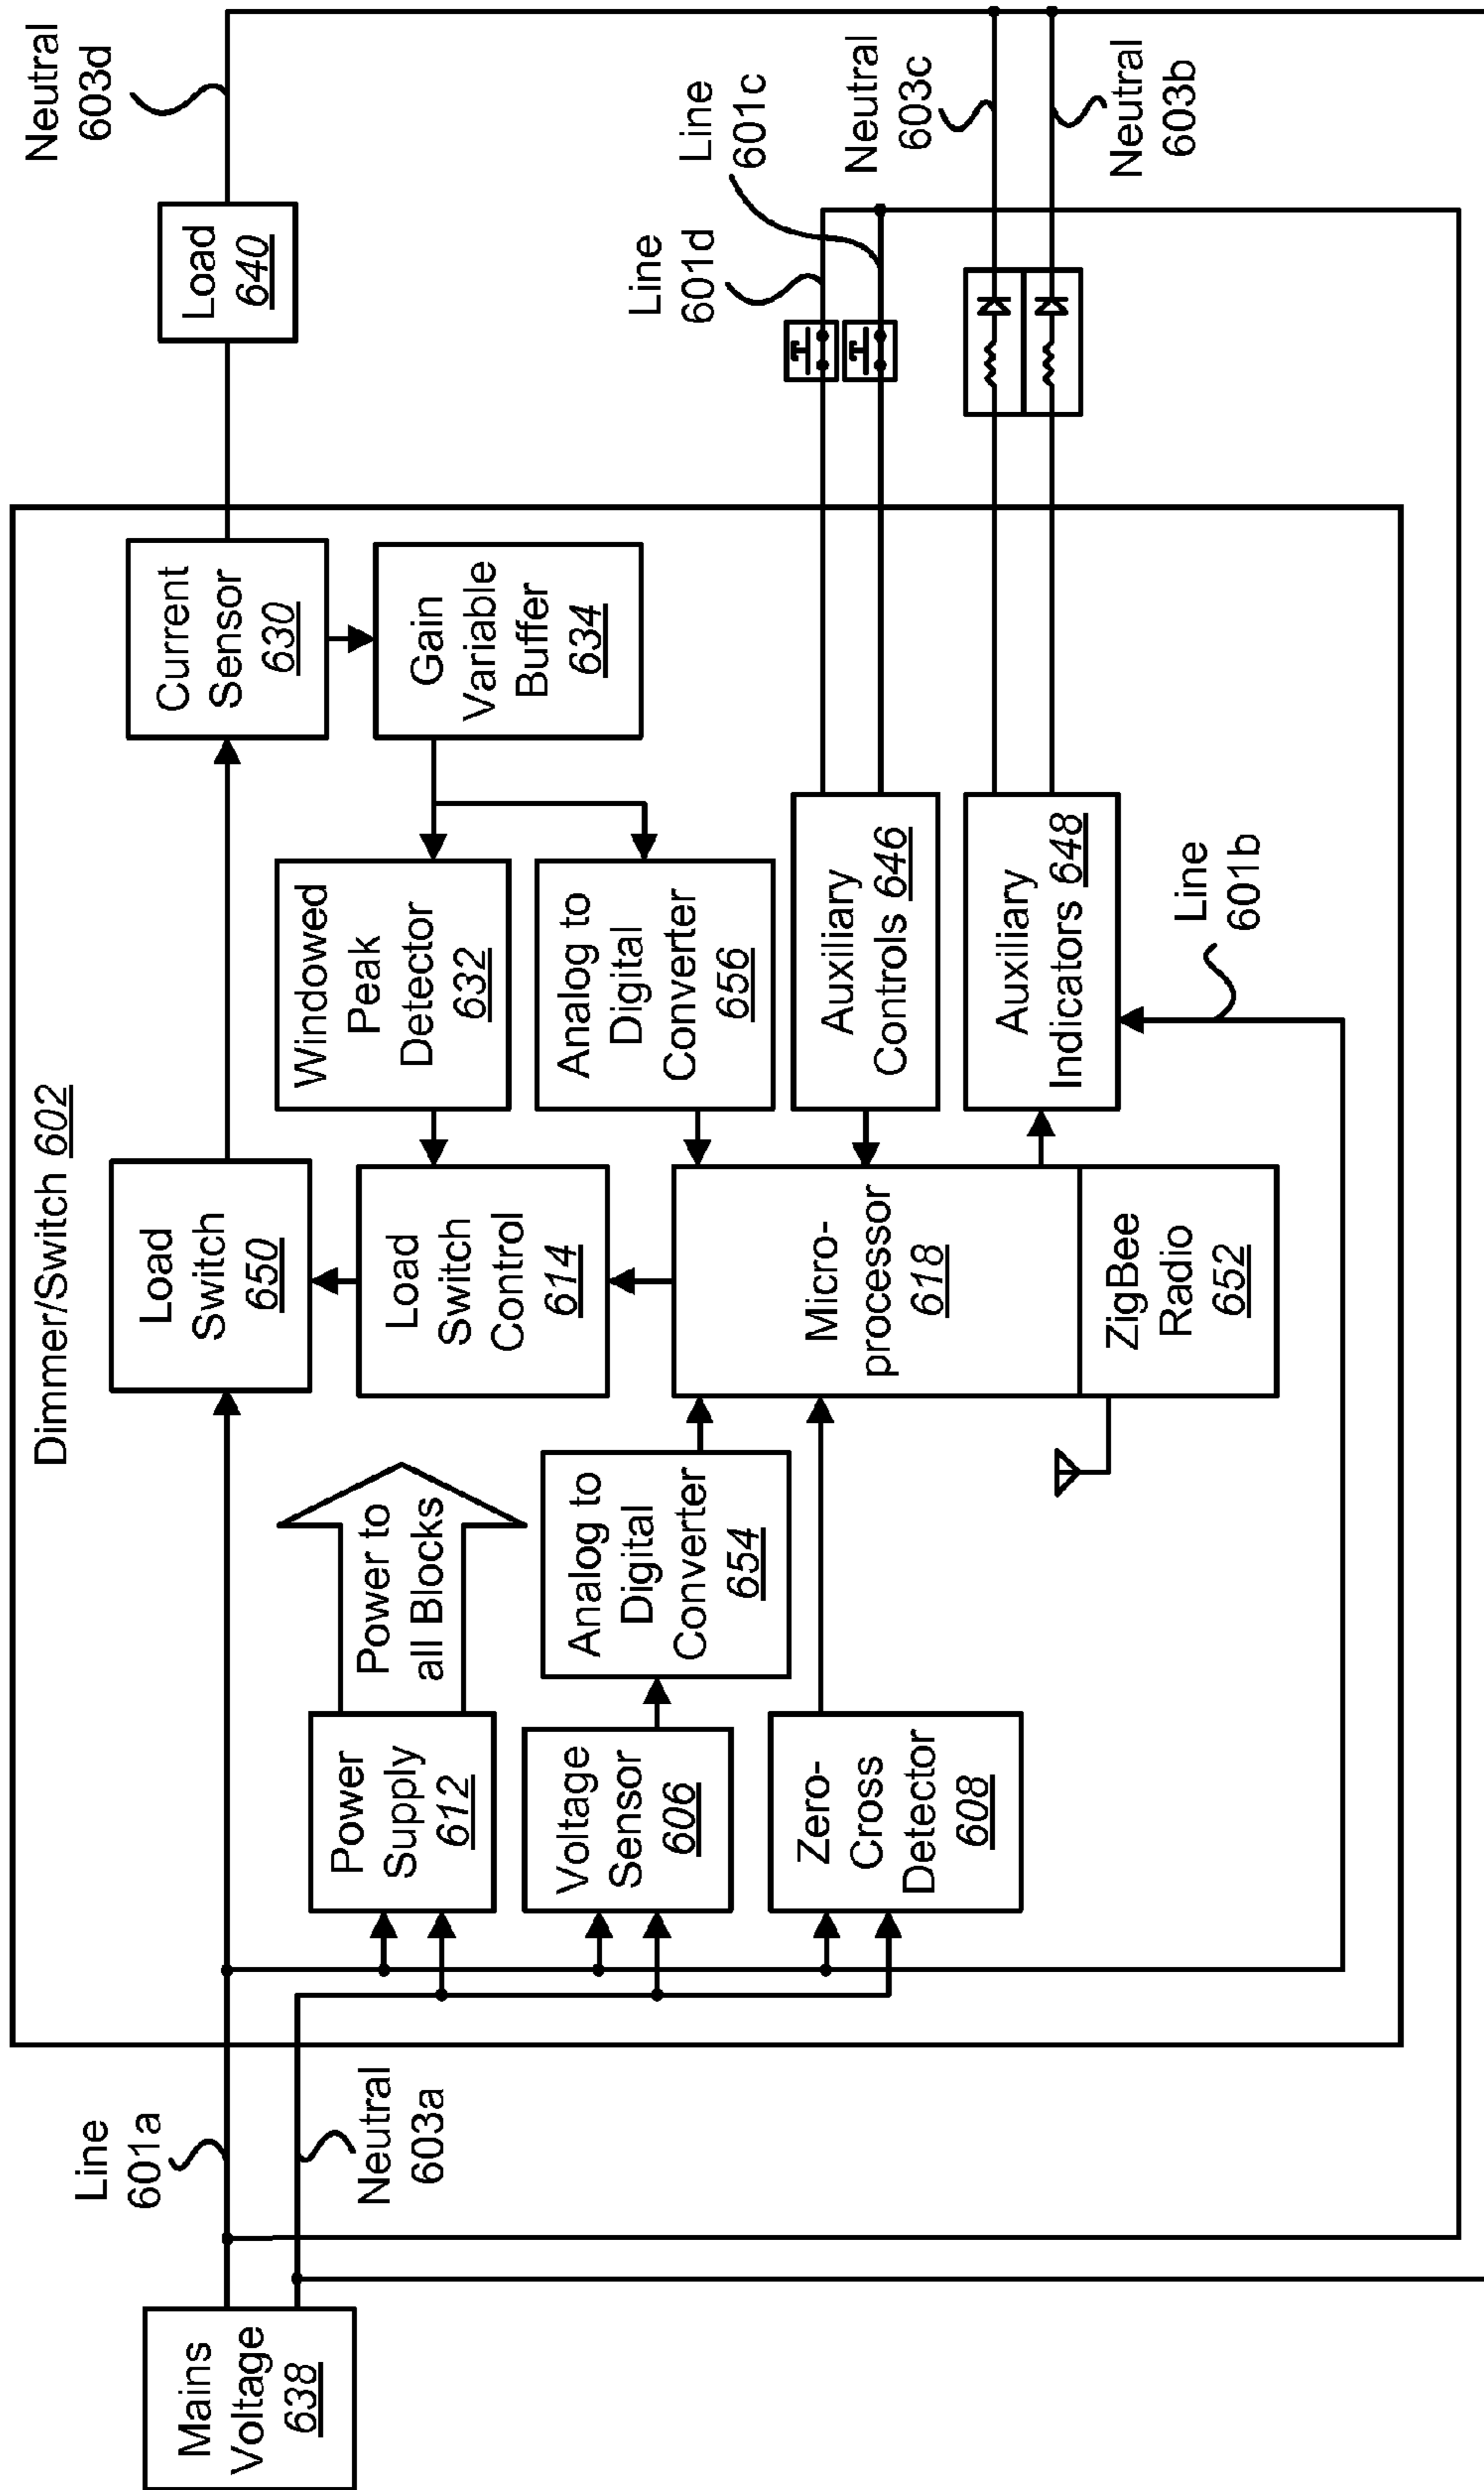 Dimmer/Switch 602
Mains
Voltage
638
Line
601a
Neutral
603a
Power
Supply
612
Power to
all Blocks
Voltage
Sensor
606
Analog to
Digital
Converter
654
Zero-
Cross
Detector
608
Load
Switch
650
Load
Switch
Control
614
Micro-
processor
618
ZigBee
Radio
652
Windowed
Peak
Detector
632
Analog to
Digital
Converter
656
Auxiliary
Controls 646
Auxiliary
Indicators 648
Line
601b
Current
Sensor
630
Gain
Variable
Buffer
634
Load
640
Neutral
603d
Line
601d
Line
601c
Neutral
603c
Neutral
603b